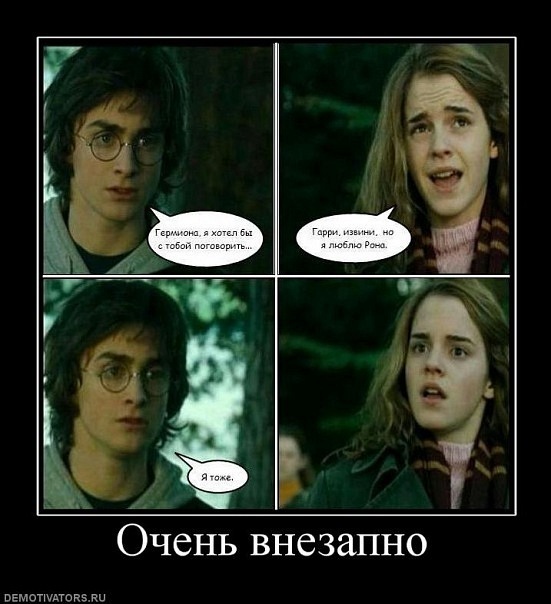 Гермиона, я хотел бы
с тобой поговорить...
Гарри, извини, но
я люблю Рона.
Я тоже.
Очень внезапно
DEMOTIVATORS.RU